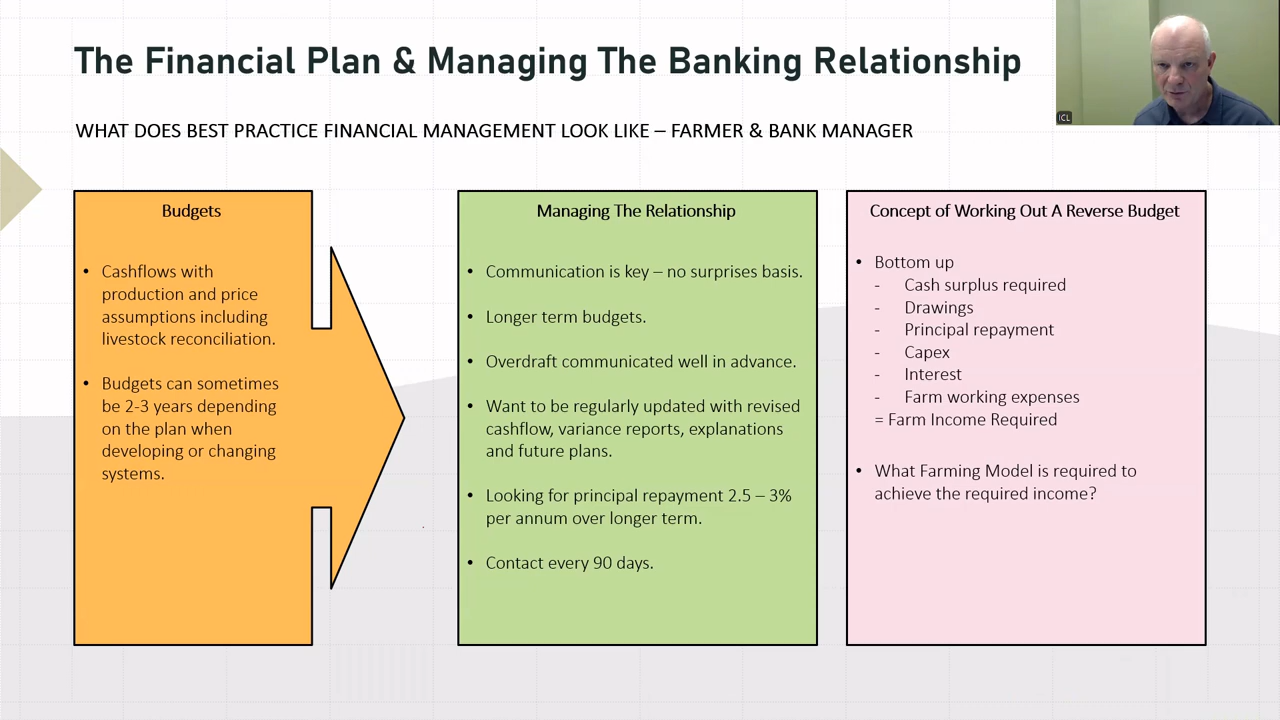 The Financial Plan & Managing The Banking Relationship
WHAT DOES BEST PRACTICE FINANCIAL MANAGEMENT LOOK LIKE – FARMER & BANK MANAGER
ICL
Budgets
• Cashflows with
production and price
assumptions including
livestock reconciliation.
• Budgets can sometimes
be 2-3 years depending
on the plan when
developing or changing
systems.
Managing The Relationship
• Communication is key – no surprises basis.
• Longer term budgets.
• Overdraft communicated well in advance.
• Want to be regularly updated with revised
cashflow, variance reports, explanations
and future plans.
• Looking for principal repayment 2.5 – 3%
per annum over longer term.
• Contact every 90 days.
Concept of Working Out A Reverse Budget
• Bottom up
- Cash surplus required
- Drawings
- Principal repayment
- Capex
- Interest
- Farm working expenses
= Farm Income Required
• What Farming Model is required to
achieve the required income?